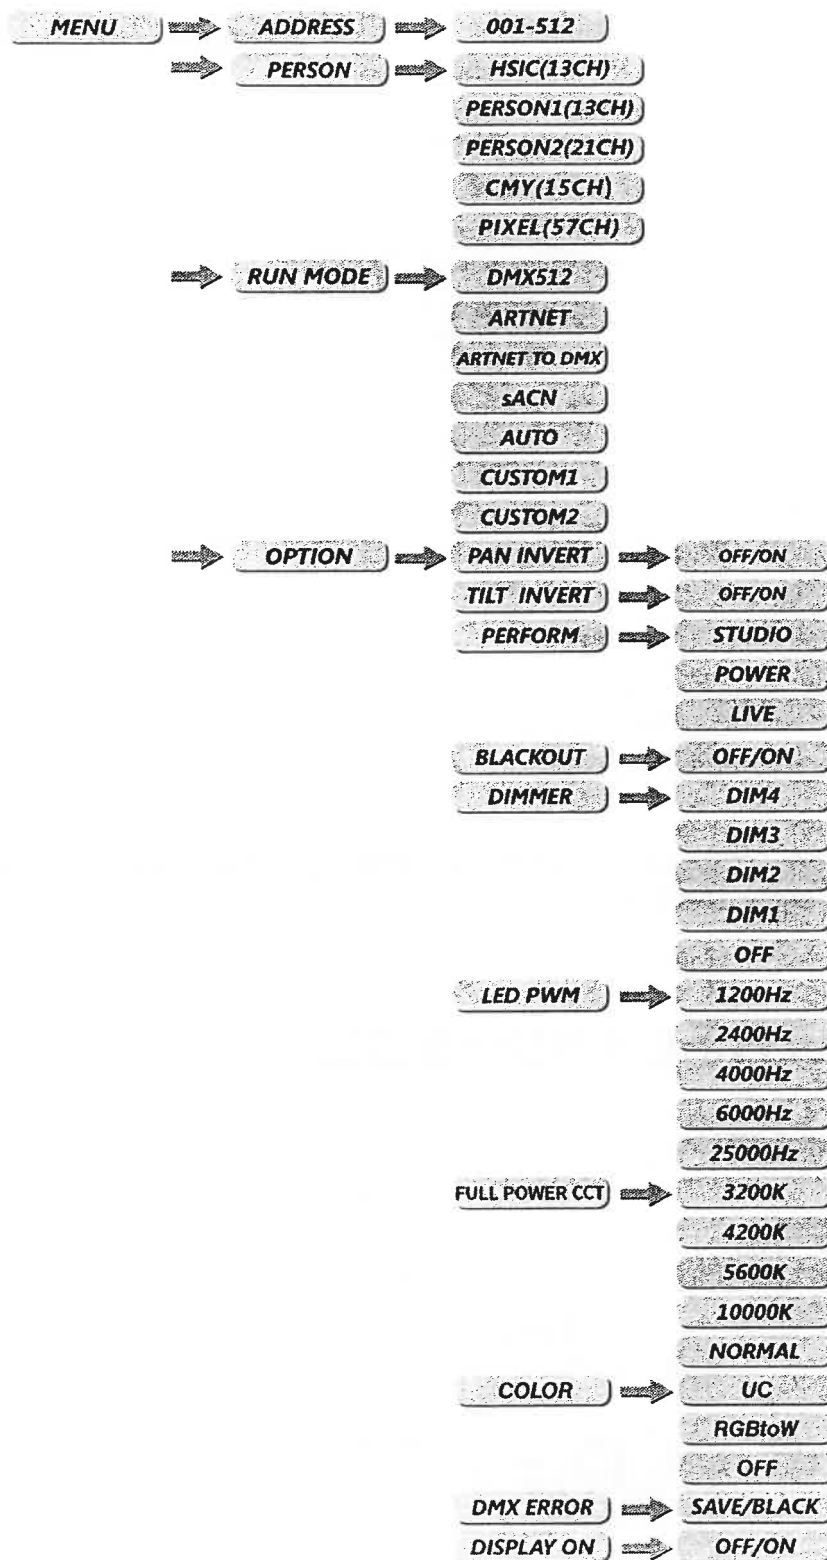 MENU ADDRESS 001-512
PERSON HSIC(13CH)
PERSON1(13CH)
PERSON2(21CH)
CMY(15CH)
PIXEL(57CH)
RUN MODE DMX512
ARTNET
ARTNET TO DMX
sACN
AUTO
CUSTOM1
CUSTOM2
OPTION PAN INVERT OFF/ON
TILT INVERT OFF/ON
PERFORM STUDIO
POWER
LIVE
BLACKOUT OFF/ON
DIMMER DIM4
DIM3
DIM2
DIM1
OFF
LED PWM 1200Hz
2400Hz
4000Hz
6000Hz
25000Hz
FULL POWER CCT 3200K
4200K
5600K
10000K
NORMAL
COLOR UC
RGBtoW
OFF
DMX ERROR SAVE/BLACK
DISPLAY ON OFF/ON